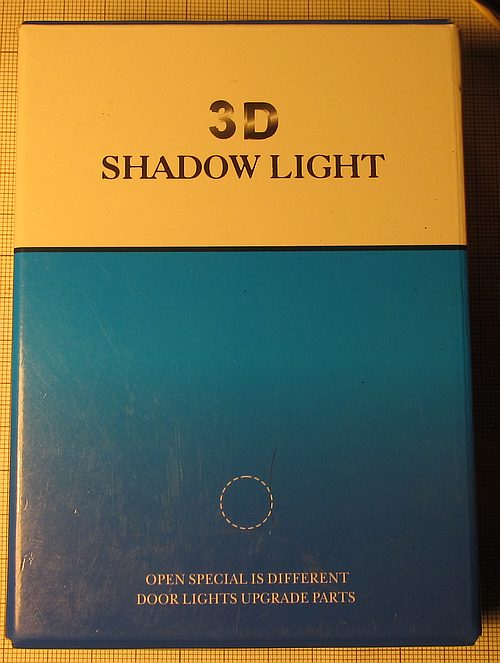 3D
SHADOW LIGHT
OPEN SPECIAL IS DIFFERENT
DOOR LIGHTS UPGRADE PARTS